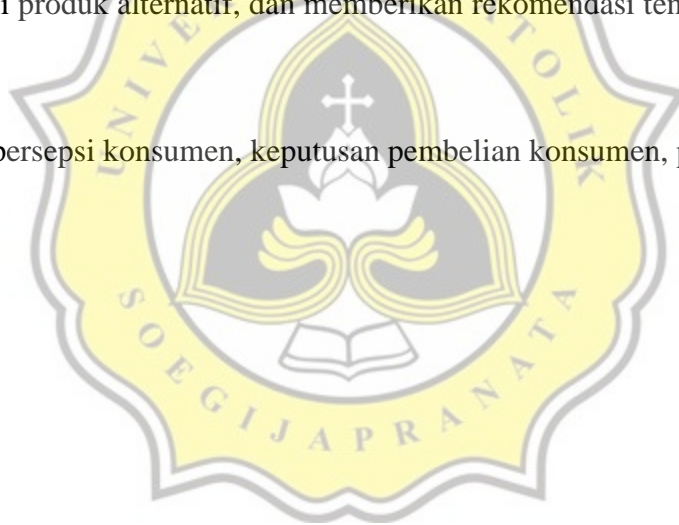 i produk alternatif, dan memberikan rekomendasi ten
persepsi konsumen, keputusan pembelian konsumen, p
SOEGIJAPRANATA